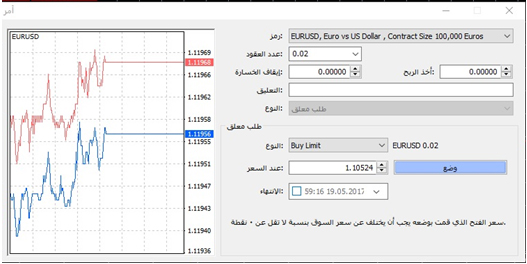 أمر
EURUSD
1.11969
1.11968
1.11966
1.11962
1.11958
1.11956
1.11954
1.11951
1.11947
1.11943
1.11940
1.11936
رمز:
EURUSD, Euro vs US Dollar , Contract Size 100,000 Euros
عدد العقود:
0.02
إيقاف الخسارة:
0.00000
أخذ الربح:
0.00000
التعليق:
النوع:
طلب معلق
طلب معلق
النوع:
Buy Limit
EURUSD 0.02
عند السعر:
1.10524
وضع
الإنتهاء:
59:16 19.05.2017
سعر الفتح الذي قمت بوضعه يجب أن يختلف عن سعر السوق بنسبة لا تقل عن ٠ نقطة.